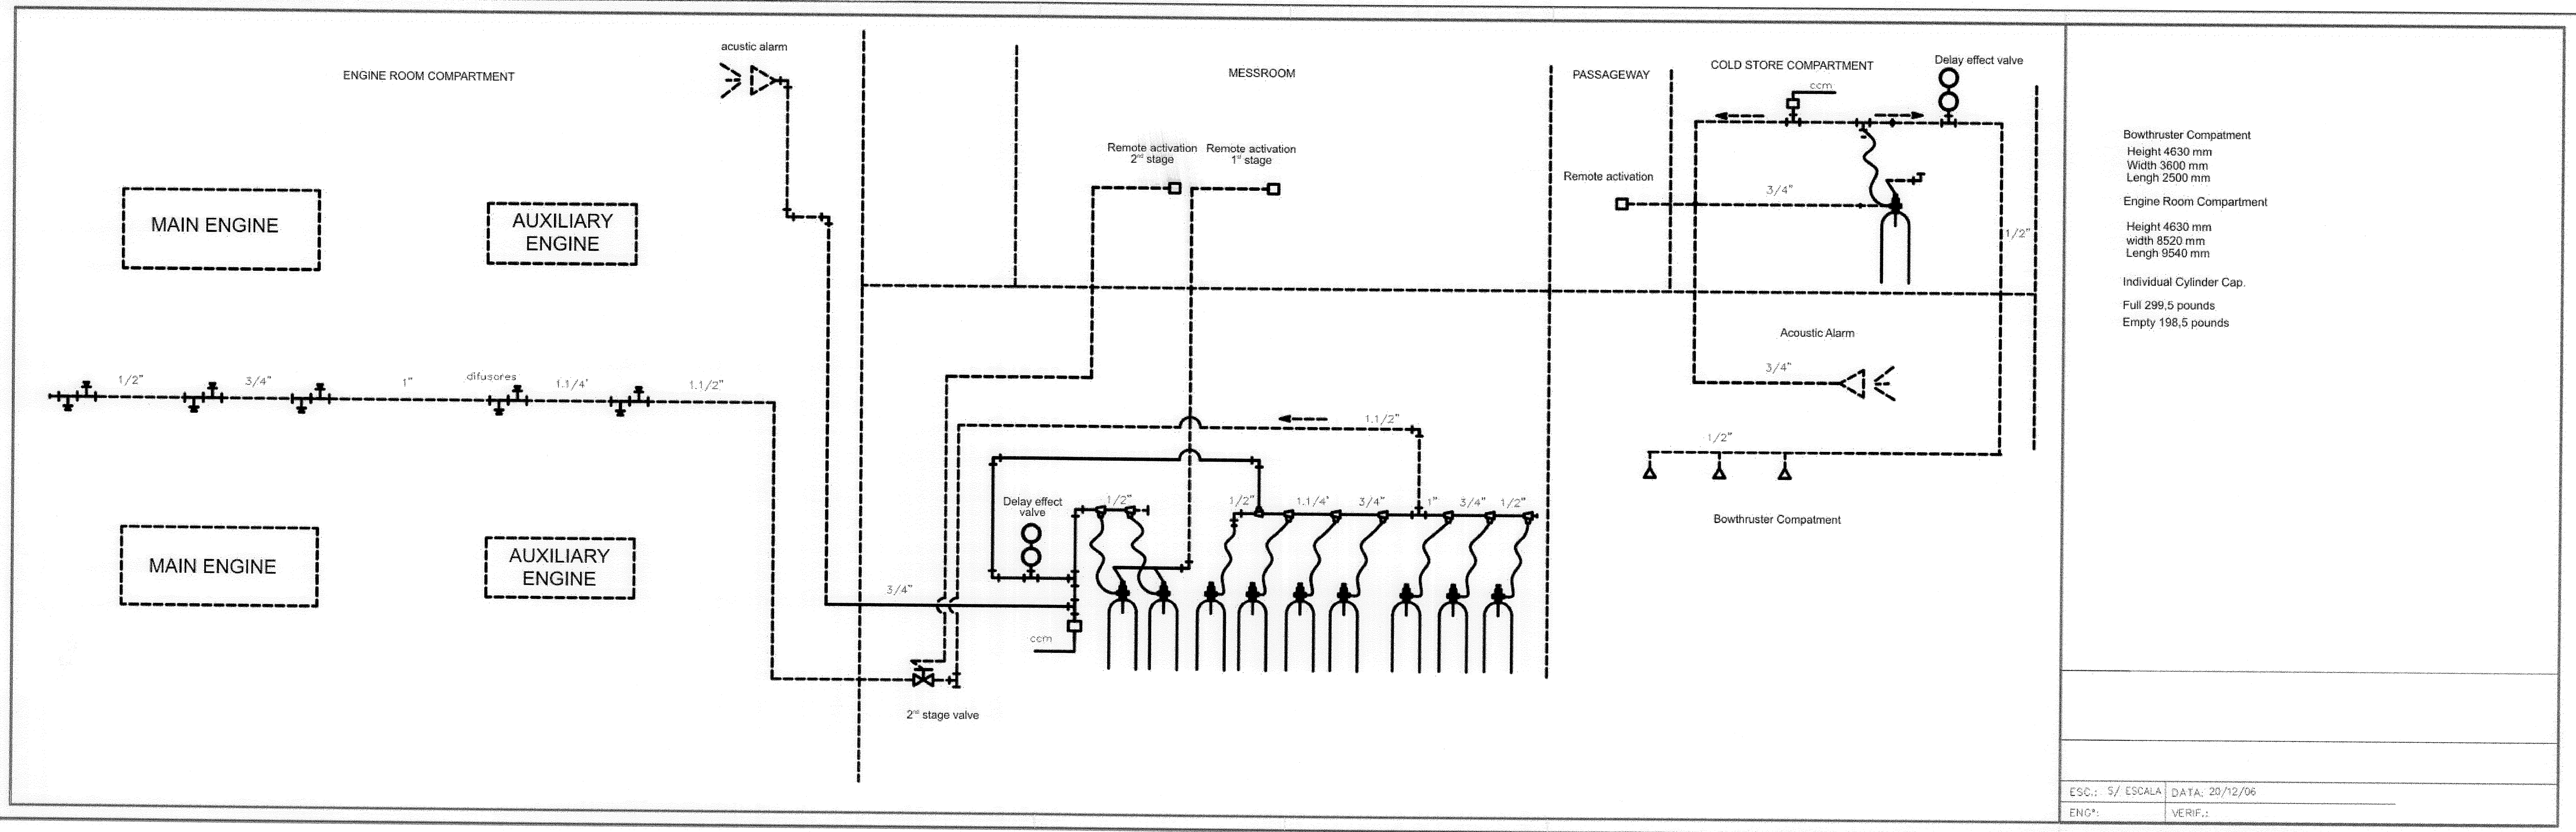 acustic alarm
ENGINE ROOM COMPARTMENT
MAIN ENGINE
AUXILIARY
ENGINE
1/2"
3/4"
1"
difusores
1.1/4'
1.1/2"
MAIN ENGINE
AUXILIARY
ENGINE
MESSROOM
Remote activation
2nd stage
Remote activation
1st stage
1.1/2"
Delay effect
valve
1/2"
1/2"
1.1/4'
3/4"
1"
3/4"
1/2"
3/4"
ccm
2nd stage valve
PASSAGEWAY
Remote activation
COLD STORE COMPARTMENT
Delay effect valve
ccm
3/4"
1/2"
Acoustic Alarm
3/4"
1/2"
Bowthruster Compatment
Bowthruster Compatment
Height 4630 mm
Width 3600 mm
Lengh 2500 mm
Engine Room Compartment
Height 4630 mm
width 8520 mm
Lengh 9540 mm
Individual Cylinder Cap.
Full 299,5 pounds
Empty 198,5 pounds
ESC.: S/ ESCALA
DATA: 20/12/06
ENGº:
VERIF.: